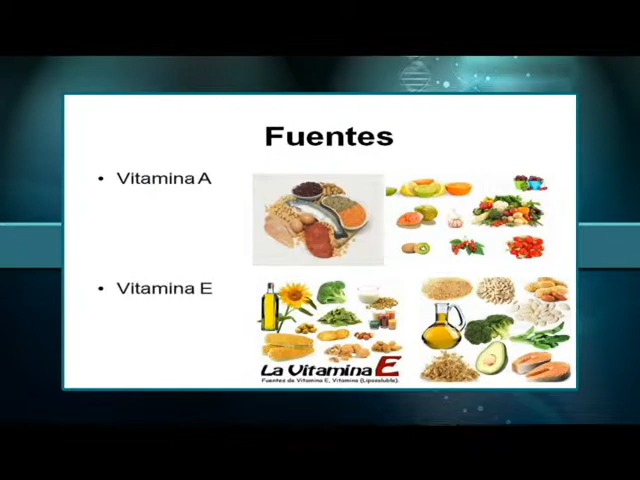 Fuentes
• Vitamina A
• Vitamina E
La Vitamina E
Fuentes de Vitamina E, Vitamina (Liposoluble).